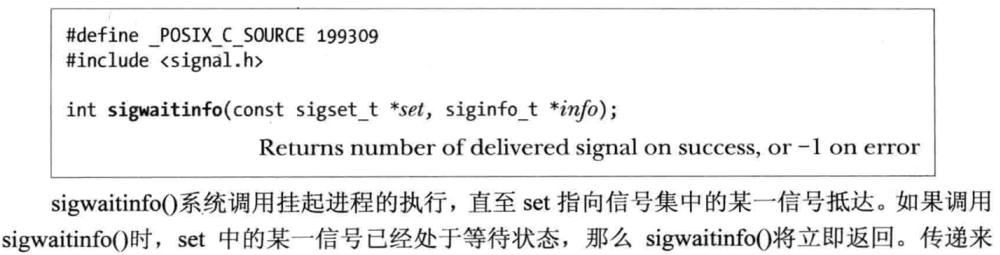 #define _POSIX_C_SOURCE 199309
#include <signal.h>
int sigwaitinfo(const sigset_t *set, siginfo_t *info);
Returns number of delivered signal on success, or −1 on error
sigwaitinfo()系统调用挂起进程的执行，直至 set 指向信号集中的某一信号抵达。如果调用
sigwaitinfo()时，set 中的某一信号已经处于等待状态，那么 sigwaitinfo()将立即返回。传递来